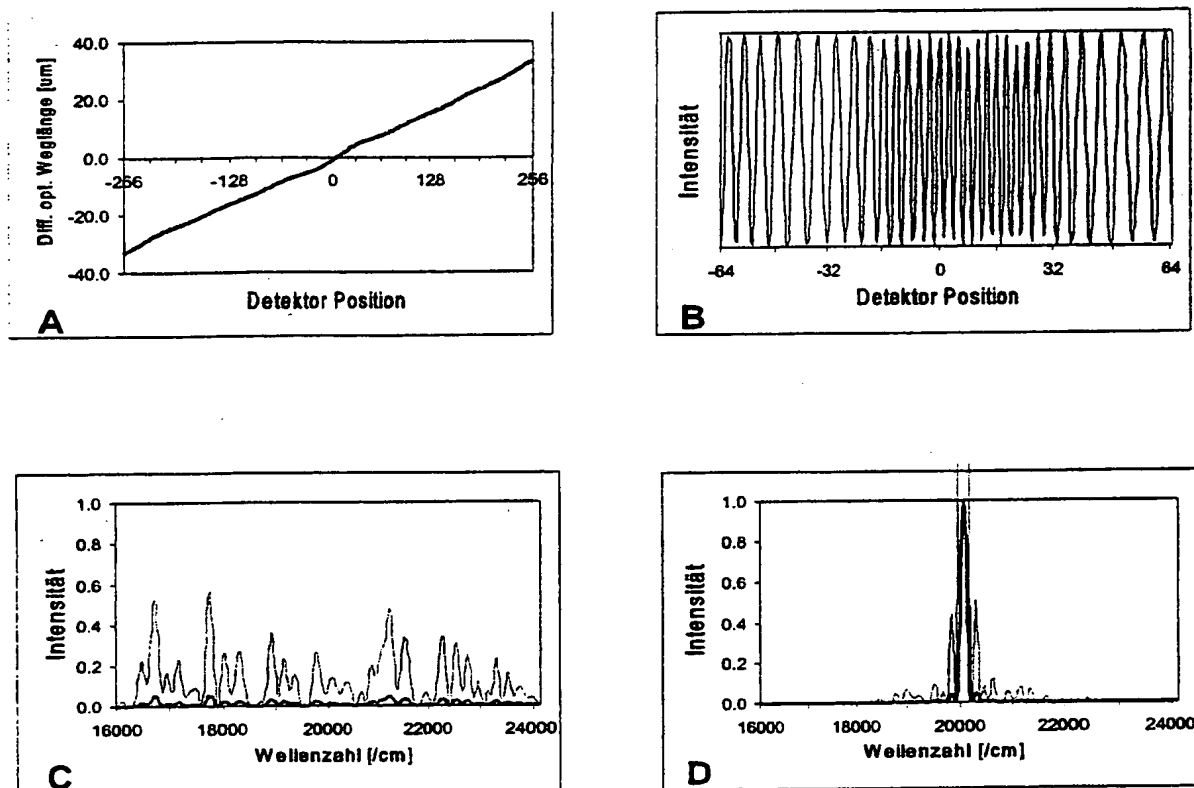 40.0
20.0
0.0
-20.0
-40.0
-256 -128 0 128 256
Diff. opt. Weglänge [um]
Detektor Position
A
Intensität
-64 -32 0 32 64
Detektor Position
B
1.0
0.8
0.6
0.4
0.2
0.0
Intensität
16000 18000 20000 22000 24000
Wellenzahl [/cm]
C
1.0
0.8
0.6
0.4
0.2
0.0
Intensität
16000 18000 20000 22000 24000
Wellenzahl [/cm]
D